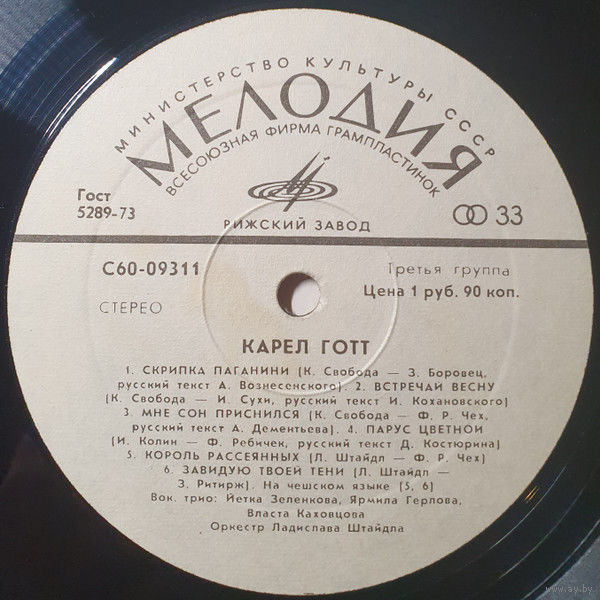 МИНИСТЕРСТВО КУЛЬТУРЫ СССР
МЕЛОДИЯ
ВСЕСОЮЗНАЯ ФИРМА ГРАМПЛАСТИНОК
Гост
5289-73
РИЖСКИЙ ЗАВОД
33
С60-09311
Третья группа
Цена 1 руб. 90 коп.
СТЕРЕО
КАРЕЛ ГОТТ
1. СКРИПКА ПАГАНИНИ (К. Свобода — З. Боровец,
русский текст А. Вознесенского). 2. ВСТРЕЧАЙ ВЕСНУ
(К. Свобода — И. Сухи, русский текст И. Кохановского)
3. МНЕ СОН ПРИСНИЛСЯ (К. Свобода — Ф. Р. Чех,
русский текст А. Дементьева). 4. ПАРУС ЦВЕТНОЙ
(И. Колин — Ф. Ребичек, русский текст Д. Костюрина)
5. КОРОЛЬ РАССЕЯННЫХ (Л. Штайдл — Ф. Р. Чех)
6. ЗАВИДУЮ ТВОЕЙ ТЕНИ (Л. Штайдл —
З. Ритирж). На чешском языке (5, 6)
Вок. трио: Йетка Зеленкова, Ярмила Герлова,
Власта Каховцова
Оркестр Ладислава Штайдла
www.ay.by